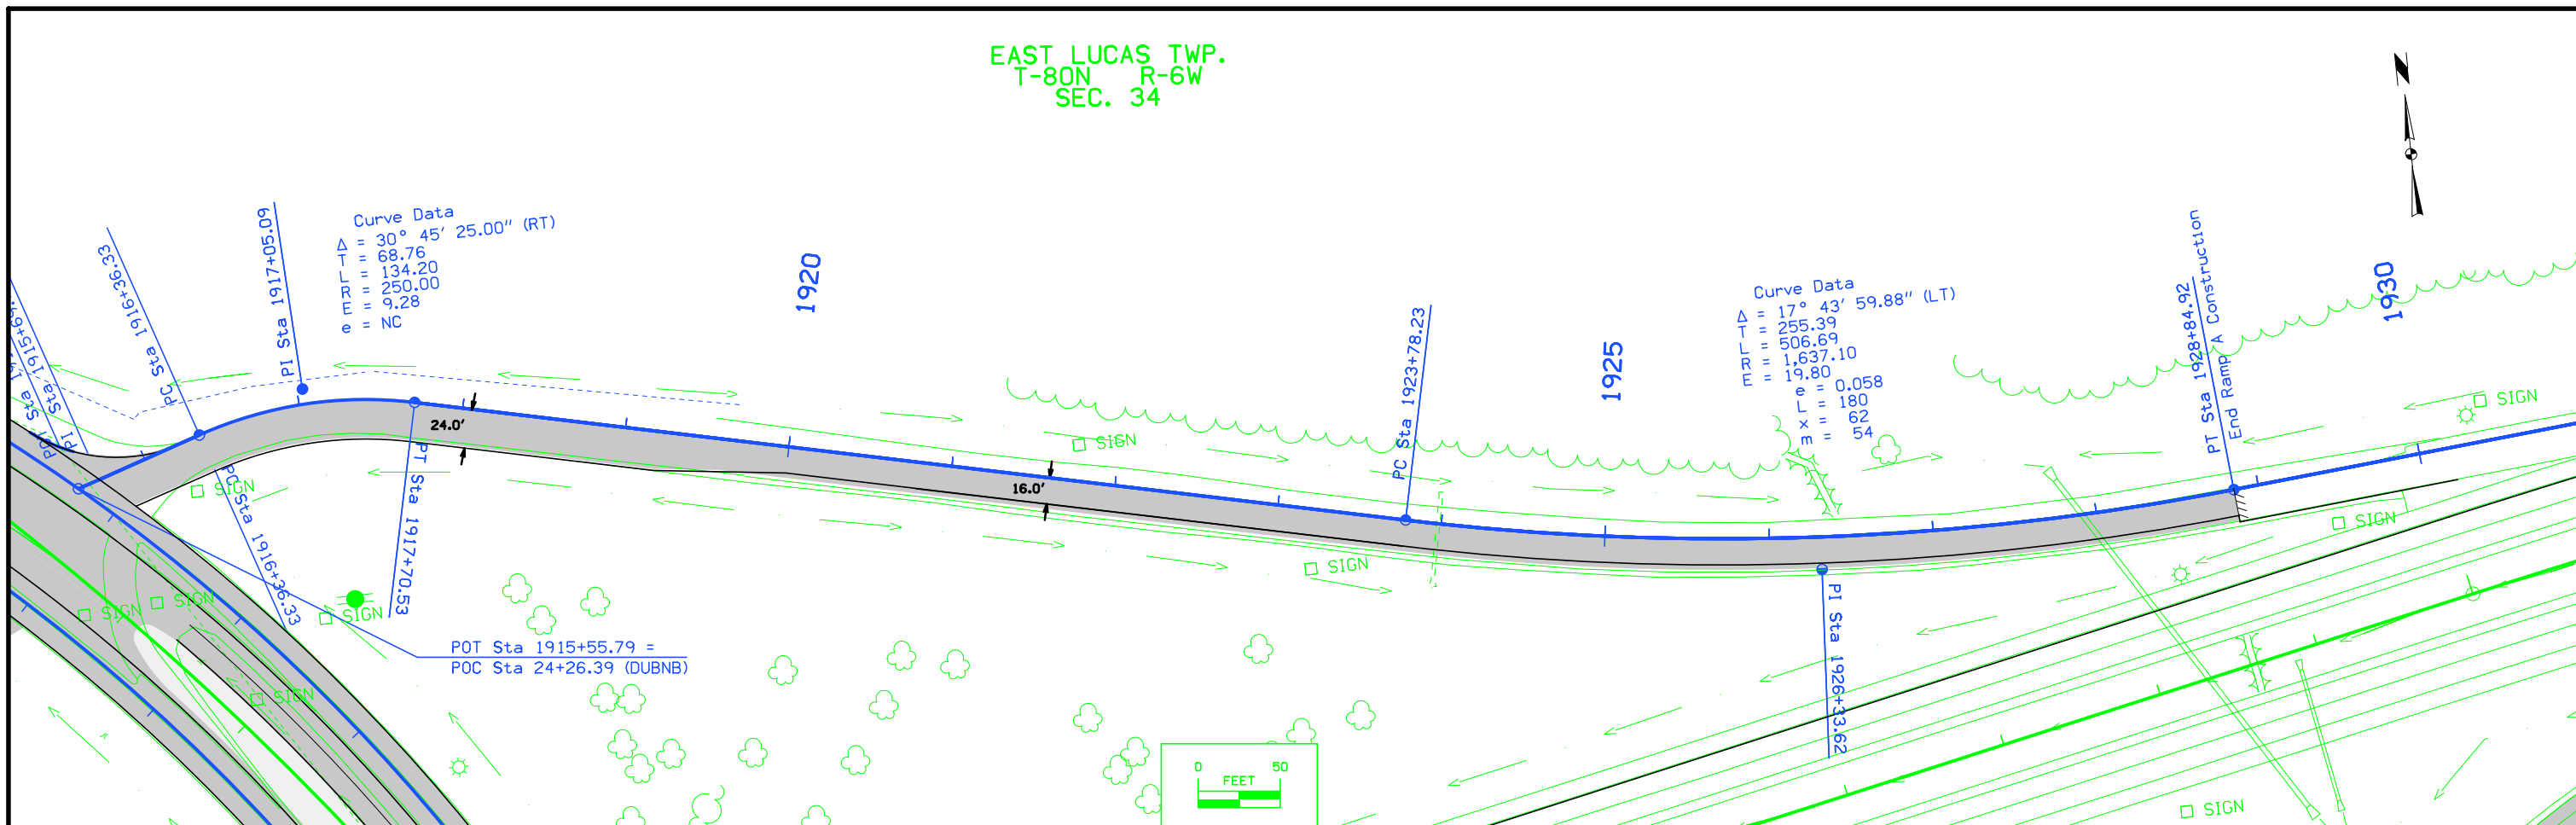 EAST LUCAS TWP.
T-80N R-6W
SEC. 34
N
PI Sta 1915+69.
PC Sta 1916+36.33
PI Sta 1917+05.09
Curve Data
Δ = 30° 45' 25.00" (RT)
T = 68.76
L = 134.20
R = 250.00
E = 9.28
e = NC
1920
PC Sta 1923+78.23
1925
Curve Data
Δ = 17° 43' 59.88" (LT)
T = 255.39
L = 506.69
R = 1,637.10
E = 19.80
e = 0.058
L = 180
x = 62
m = 54
PT Sta 1928+84.92
End Ramp A Construction
1930
24.0'
16.0'
SIGN
SIGN
SIGN
SIGN
SIGN
SIGN
SIGN
SIGN
SIGN
SIGN
PC Sta 1916+36.33
PT Sta 1917+70.53
POT Sta 1915+55.79 =
POC Sta 24+26.39 (DUBNB)
PI Sta 1926+33.62
0 50
FEET